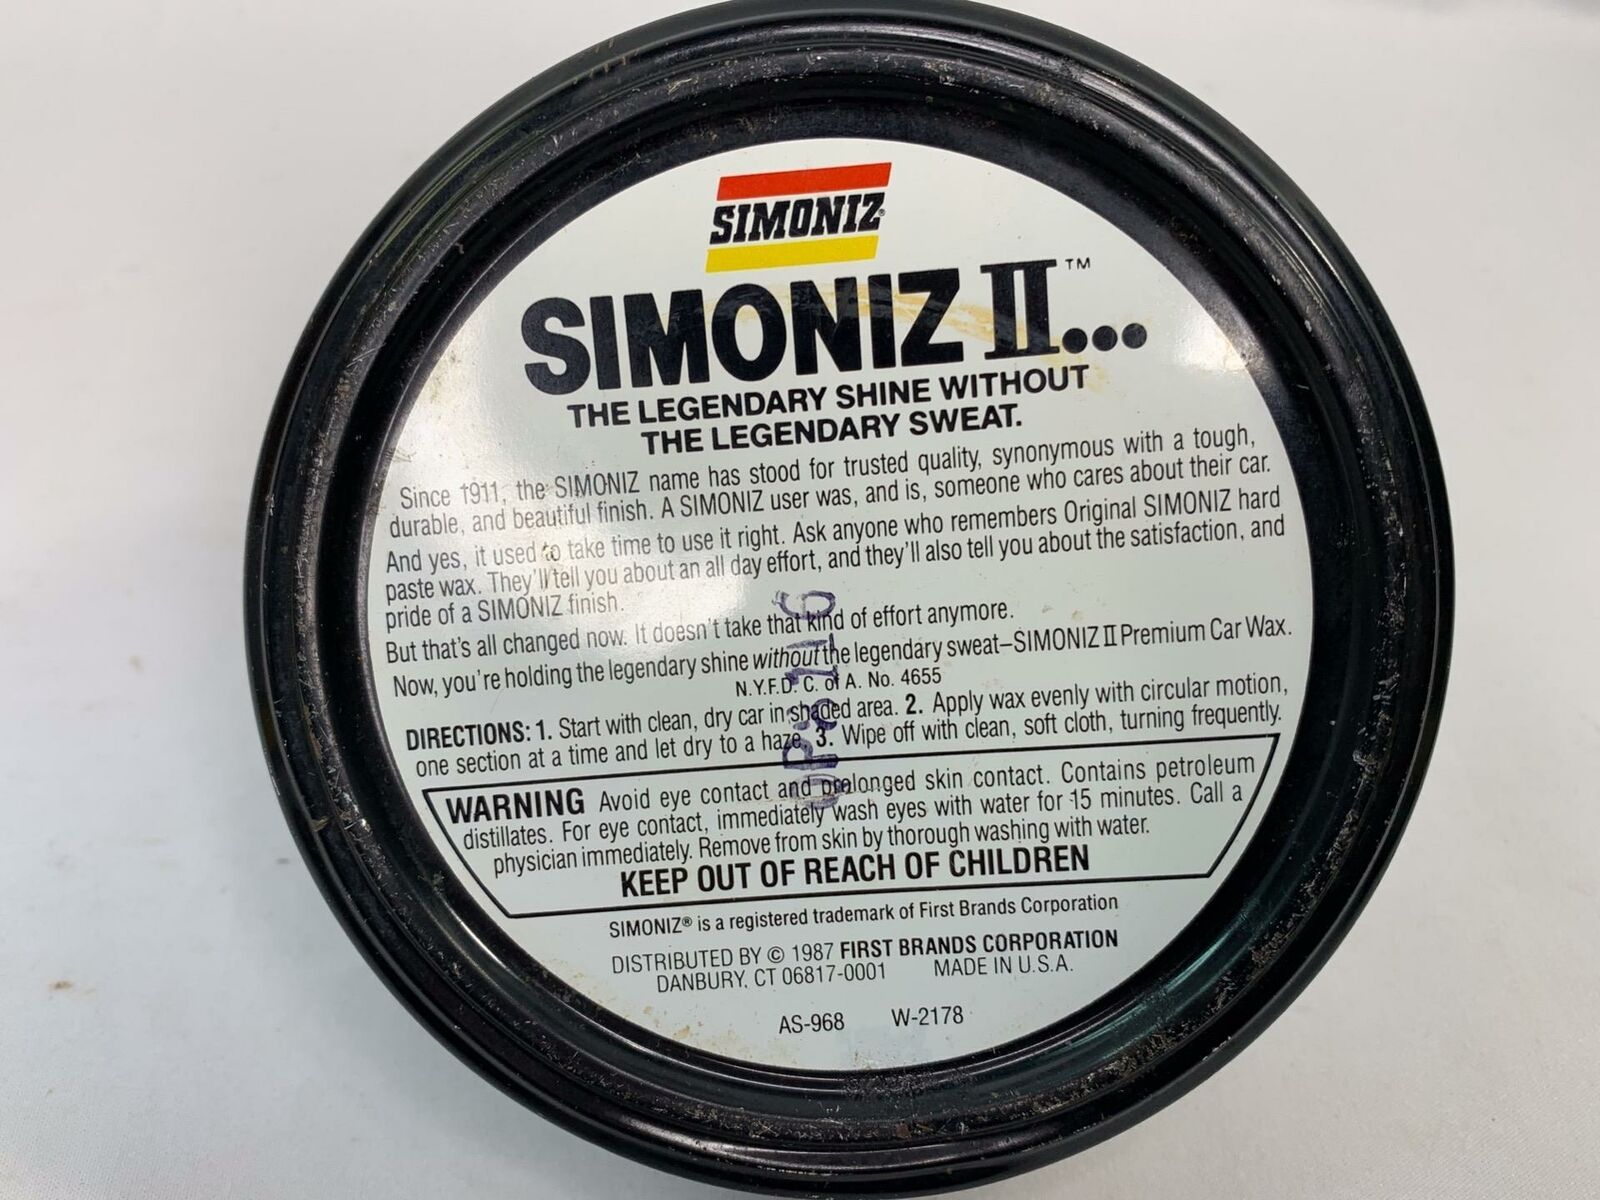 SIMONIZ®
SIMONIZ II™...
THE LEGENDARY SHINE WITHOUT
THE LEGENDARY SWEAT.
Since 1911, the SIMONIZ name has stood for trusted quality, synonymous with a tough,
durable, and beautiful finish. A SIMONIZ user was, and is, someone who cares about their car.
And yes, it used to take time to use it right. Ask anyone who remembers Original SIMONIZ hard
paste wax. They'll tell you about an all day effort, and they'll also tell you about the satisfaction, and
pride of a SIMONIZ finish.
But that's all changed now. It doesn't take that kind of effort anymore.
Now, you're holding the legendary shine without the legendary sweat–SIMONIZ II Premium Car Wax.
N.Y.F.D. C. of A. No. 4655
DIRECTIONS: 1. Start with clean, dry car in shaded area. 2. Apply wax evenly with circular motion,
one section at a time and let dry to a haze. 3. Wipe off with clean, soft cloth, turning frequently.
WARNING Avoid eye contact and prolonged skin contact. Contains petroleum
distillates. For eye contact, immediately wash eyes with water for 15 minutes. Call a
physician immediately. Remove from skin by thorough washing with water.
KEEP OUT OF REACH OF CHILDREN
SIMONIZ® is a registered trademark of First Brands Corporation
DISTRIBUTED BY © 1987 FIRST BRANDS CORPORATION
DANBURY, CT 06817-0001 MADE IN U.S.A.
AS-968 W-2178